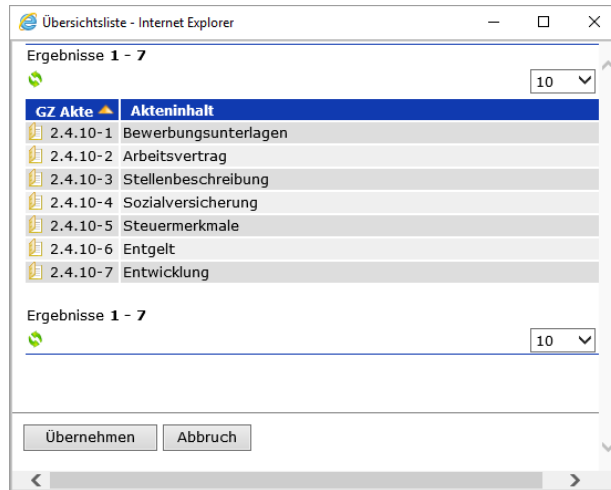 Übersichtsliste - Internet Explorer
Ergebnisse 1 - 7
10
GZ Akte Akteninhalt
2.4.10-1 Bewerbungsunterlagen
2.4.10-2 Arbeitsvertrag
2.4.10-3 Stellenbeschreibung
2.4.10-4 Sozialversicherung
2.4.10-5 Steuermerkmale
2.4.10-6 Entgelt
2.4.10-7 Entwicklung
Ergebnisse 1 - 7
10
Übernehmen Abbruch